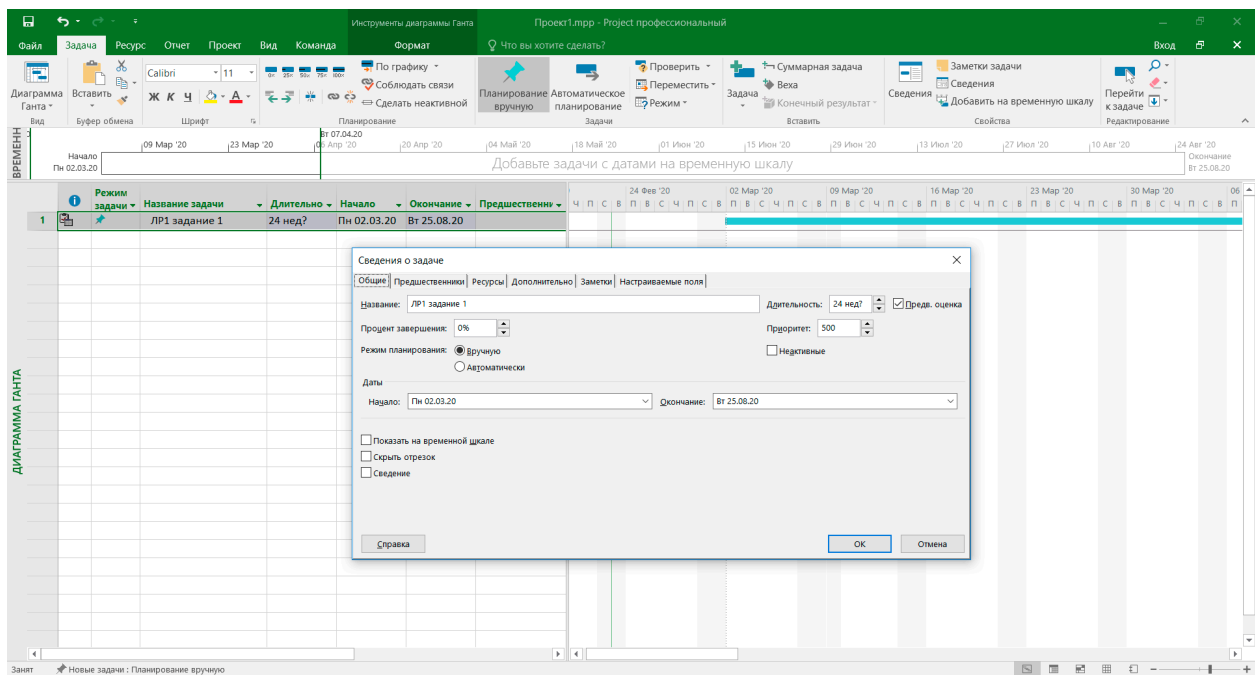 Инструменты диаграммы Ганта Проект1.mpp - Project профессиональный
Файл Задача Ресурс Отчет Проект Вид Команда Формат Что вы хотите сделать? Вход
Диаграмма Ганта
Вид
Вставить
Буфер обмена
Calibri 11
Ж К Ч
Шрифт
0× 25× 50× 75× 100×
По графику
Соблюдать связи
Сделать неактивной
Планирование
Планирование вручную
Автоматическое планирование
Проверить
Переместить
Режим
Задачи
Задача
Суммарная задача
Веха
Конечный результат
Вставить
Сведения
Заметки задачи
Сведения
Добавить на временную шкалу
Свойства
Перейти к задаче
Редактирование
ВРЕМЕНН
Вт 07.04.20
09 Мар '20 23 Мар '20 06 Апр '20 20 Апр '20 04 Май '20 18 Май '20 01 Июн '20 15 Июн '20 29 Июн '20 13 Июл '20 27 Июл '20 10 Авг '20 24 Авг '20
Начало
Пн 02.03.20
Добавьте задачи с датами на временную шкалу
Окончание
Вт 25.08.20
Режим задачи Название задачи Длительно Начало Окончание Предшественни
24 Фев '20 02 Мар '20 09 Мар '20 16 Мар '20 23 Мар '20 30 Мар '20 06
Ч П С В П В С Ч П С В П В С Ч П С В П В С Ч П С В П В С Ч П С В П В С Ч П С В П В С Ч П С В П
1 ЛР1 задание 1 24 нед? Пн 02.03.20 Вт 25.08.20
ДИАГРАММА ГАНТА
Сведения о задаче
Общие Предшественники Ресурсы Дополнительно Заметки Настраиваемые поля
Название: ЛР1 задание 1 Длительность: 24 нед? Предв. оценка
Процент завершения: 0% Приоритет: 500
Режим планирования: Вручную Неактивные
Автоматически
Даты
Начало: Пн 02.03.20 Окончание: Вт 25.08.20
Показать на временной шкале
Скрыть отрезок
Сведение
Справка ОК Отмена
Занят Новые задачи : Планирование вручную